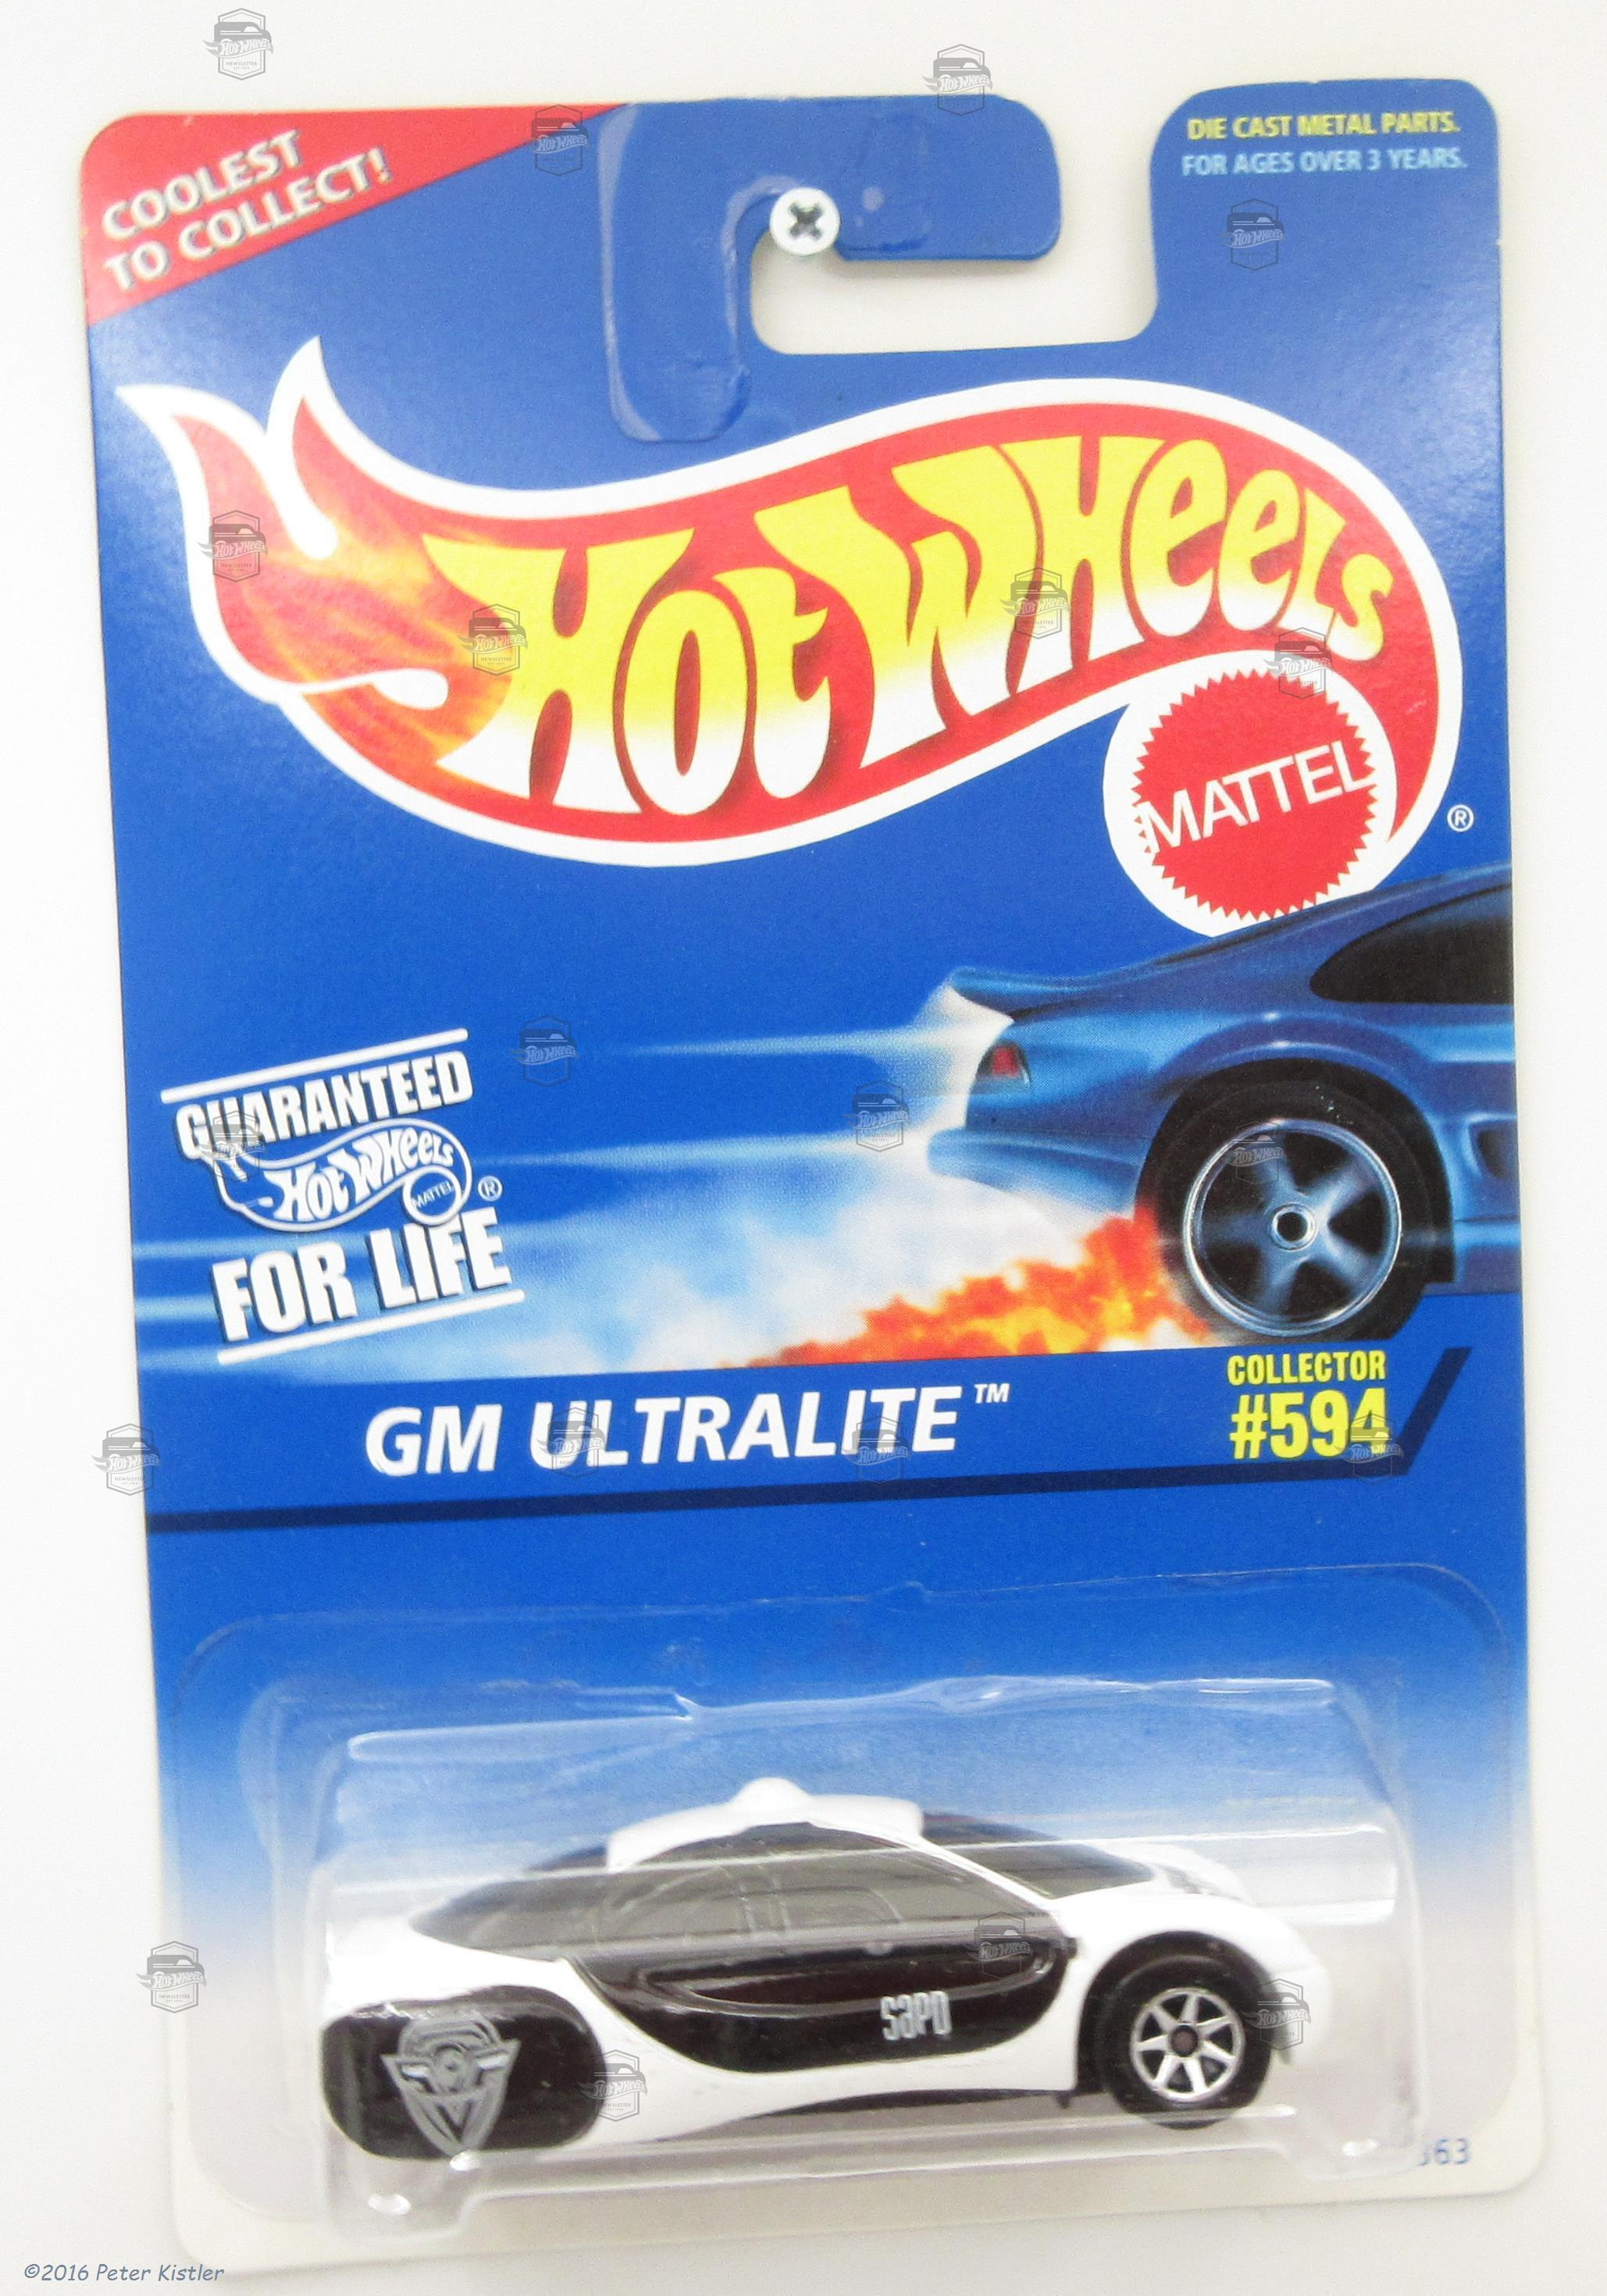 COOLEST
TO COLLECT!
DIE CAST METAL PARTS.
FOR AGES OVER 3 YEARS.
Hot Wheels
MATTEL
®
GUARANTEED
Hot Wheels
MATTEL
®
FOR LIFE
GM ULTRALITE™
COLLECTOR
#594
SaPD
363
©2016 Peter Kistler